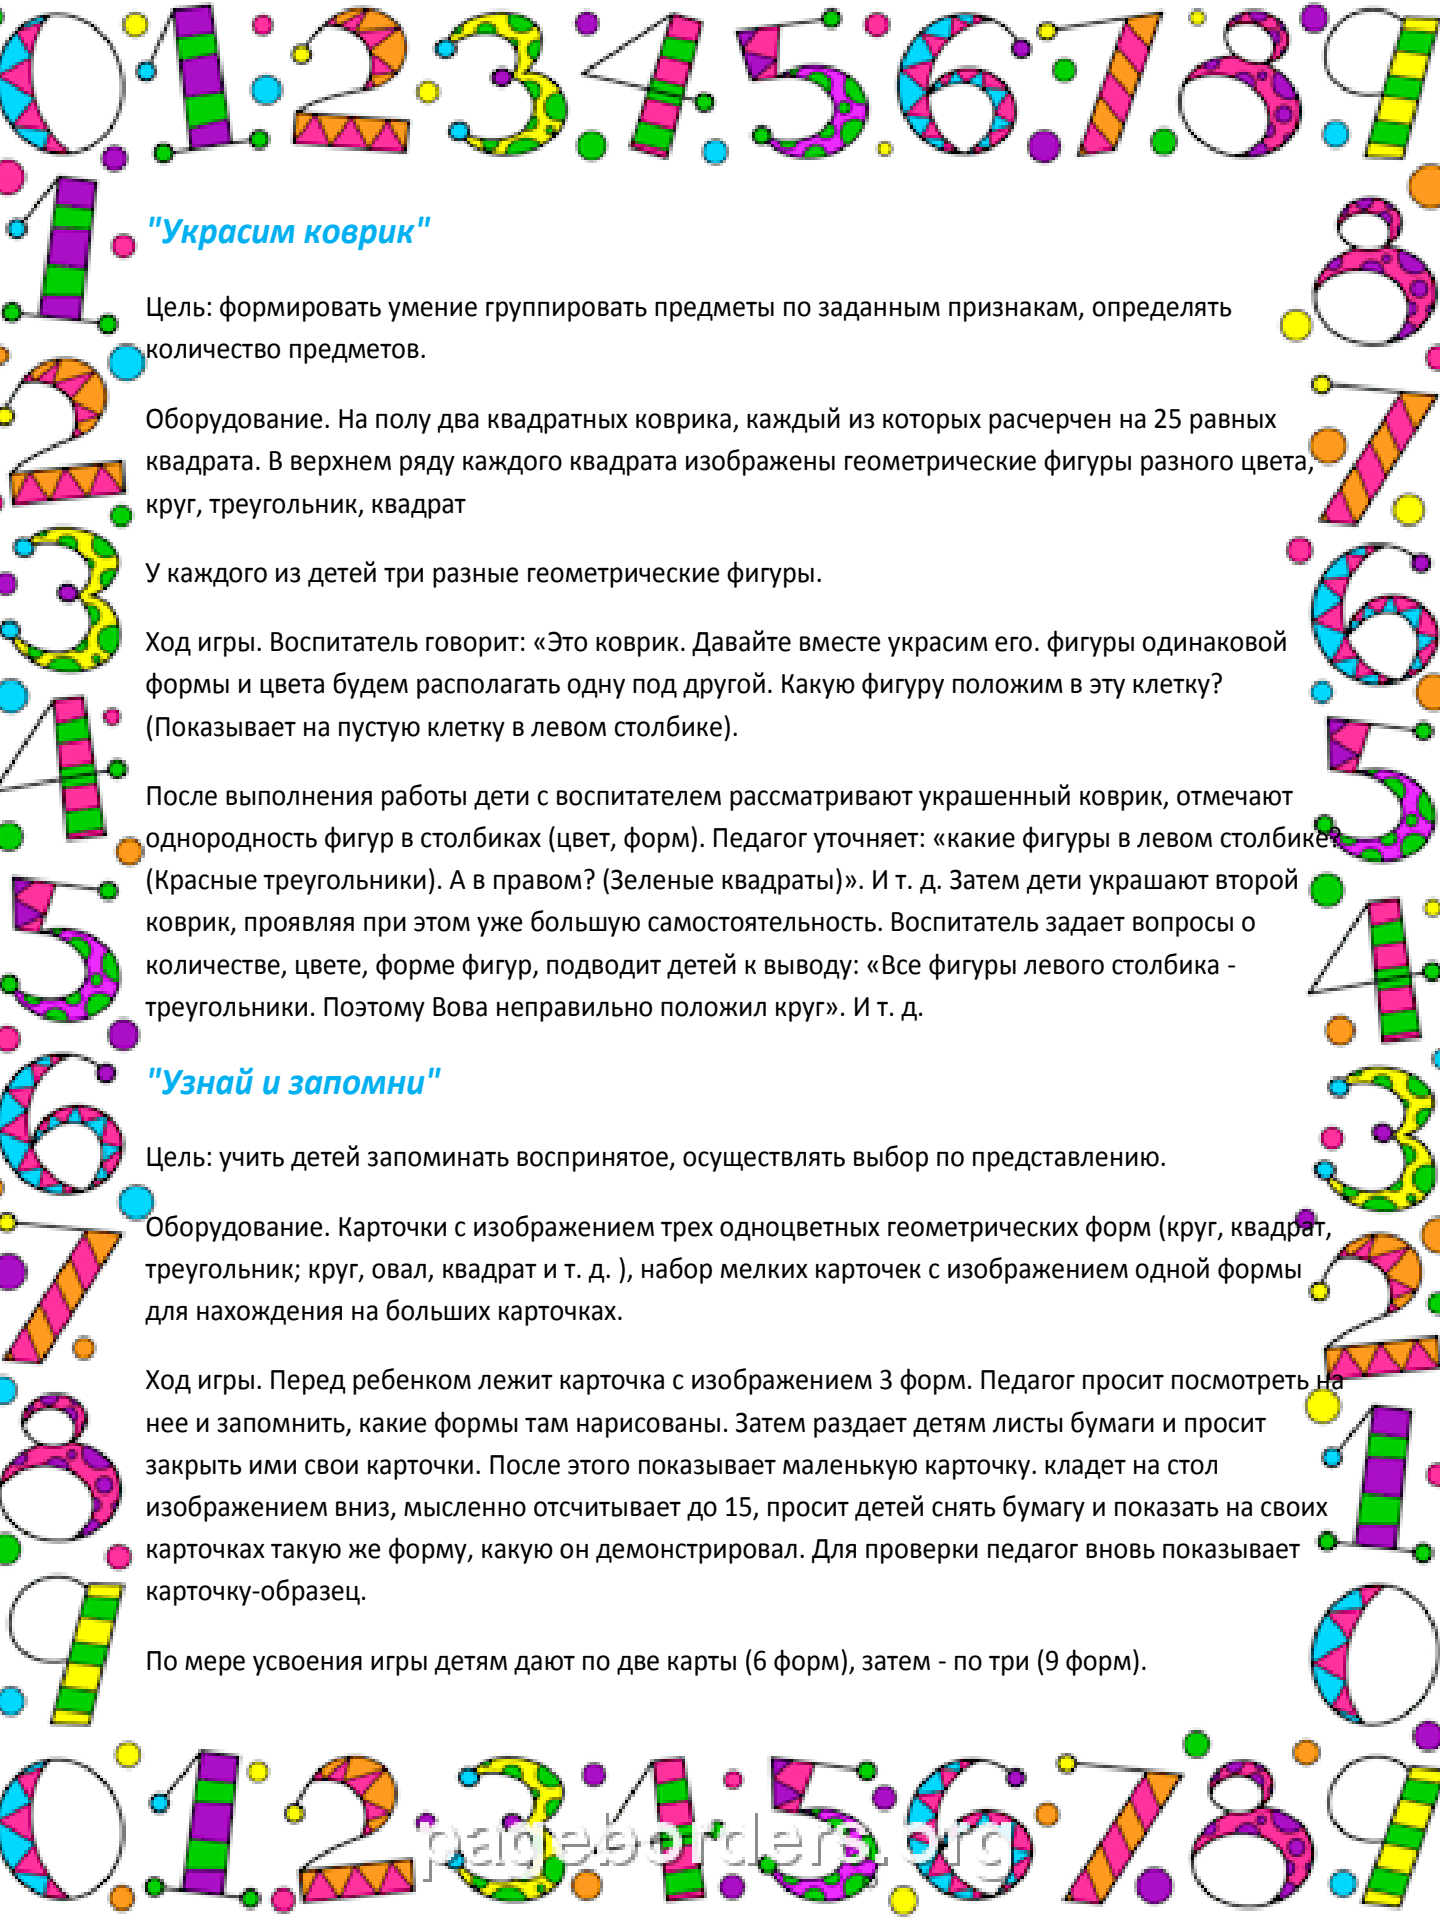 "Украсим коврик"
Цель: формировать умение группировать предметы по заданным признакам, определять
количество предметов.
Оборудование. На полу два квадратных коврика, каждый из которых расчерчен на 25 равных
квадрата. В верхнем ряду каждого квадрата изображены геометрические фигуры разного цвета,
круг, треугольник, квадрат
У каждого из детей три разные геометрические фигуры.
Ход игры. Воспитатель говорит: «Это коврик. Давайте вместе украсим его. фигуры одинаковой
формы и цвета будем располагать одну под другой. Какую фигуру положим в эту клетку?
(Показывает на пустую клетку в левом столбике).
После выполнения работы дети с воспитателем рассматривают украшенный коврик, отмечают
однородность фигур в столбиках (цвет, форм). Педагог уточняет: «какие фигуры в левом столбике?
(Красные треугольники). А в правом? (Зеленые квадраты)». И т. д. Затем дети украшают второй
коврик, проявляя при этом уже большую самостоятельность. Воспитатель задает вопросы о
количестве, цвете, форме фигур, подводит детей к выводу: «Все фигуры левого столбика -
треугольники. Поэтому Вова неправильно положил круг». И т. д.
"Узнай и запомни"
Цель: учить детей запоминать воспринятое, осуществлять выбор по представлению.
Оборудование. Карточки с изображением трех одноцветных геометрических форм (круг, квадрат,
треугольник; круг, овал, квадрат и т. д. ), набор мелких карточек с изображением одной формы
для нахождения на больших карточках.
Ход игры. Перед ребенком лежит карточка с изображением 3 форм. Педагог просит посмотреть на
нее и запомнить, какие формы там нарисованы. Затем раздает детям листы бумаги и просит
закрыть ими свои карточки. После этого показывает маленькую карточку. кладет на стол
изображением вниз, мысленно отсчитывает до 15, просит детей снять бумагу и показать на своих
карточках такую же форму, какую он демонстрировал. Для проверки педагог вновь показывает
карточку-образец.
По мере усвоения игры детям дают по две карты (6 форм), затем - по три (9 форм).
pageborders.org